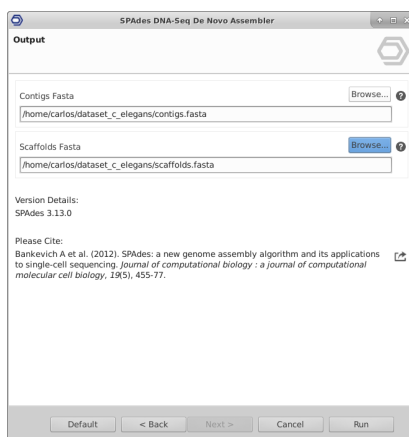 SPAdes DNA-Seq De Novo Assembler
Output
Contigs Fasta
Browse...
/home/carlos/dataset_c_elegans/contigs.fasta
Scaffolds Fasta
Browse...
/home/carlos/dataset_c_elegans/scaffolds.fasta
Version Details:
SPAdes 3.13.0
Please Cite:
Bankevich A et al. (2012). SPAdes: a new genome assembly algorithm and its applications
to single-cell sequencing. Journal of computational biology : a journal of computational
molecular cell biology, 19(5), 455-77.
Default < Back Next > Cancel Run